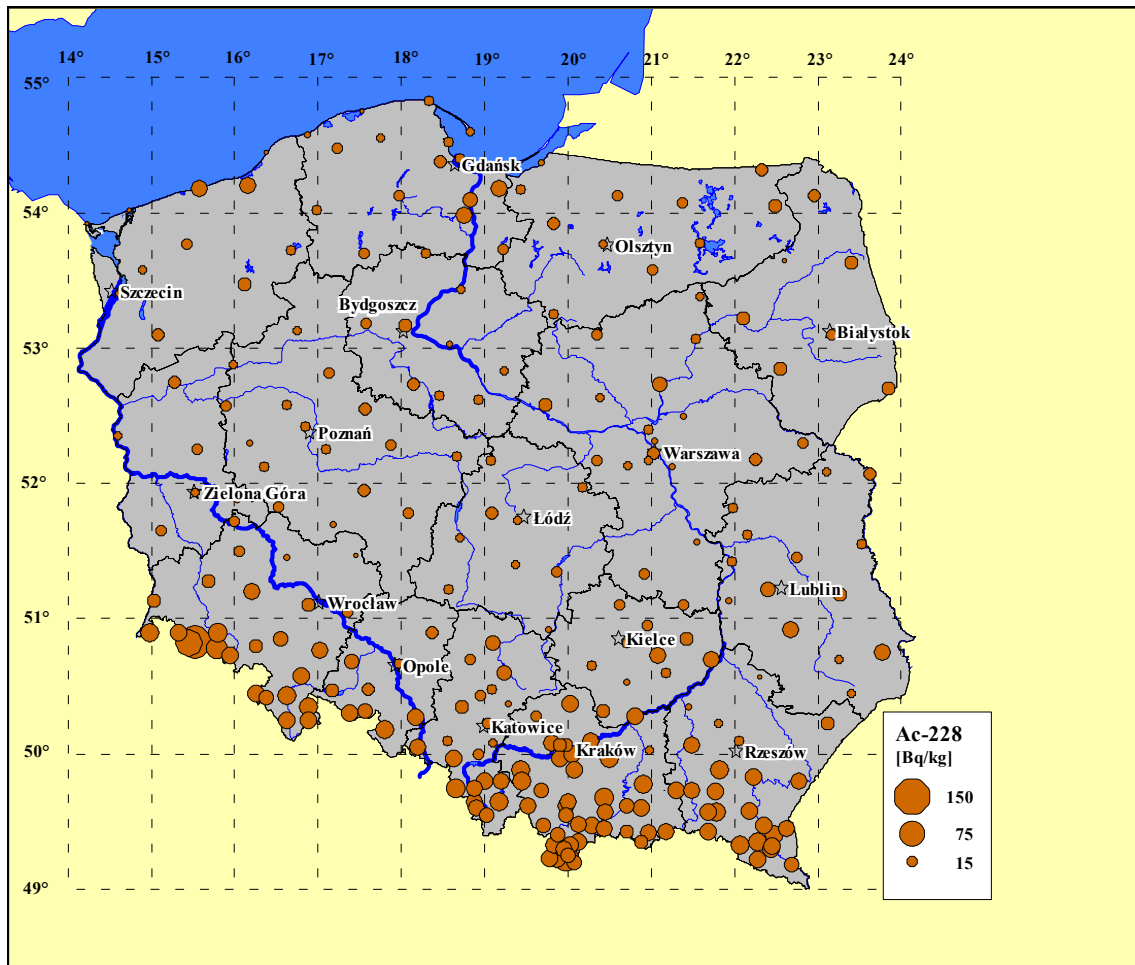 14° 15° 16° 17° 18° 19° 20° 21° 22° 23° 24°
55°
Gdańsk
54°
Olsztyn
Szczecin
Bydgoszcz
Białystok
53°
Poznań
Warszawa
52°
Zielona Góra
Łódź
Lublin
Wrocław
51°
Kielce
Opole
Katowice
Kraków
Rzeszów
50°
49°
Ac-228
[Bq/kg]
150
75
15